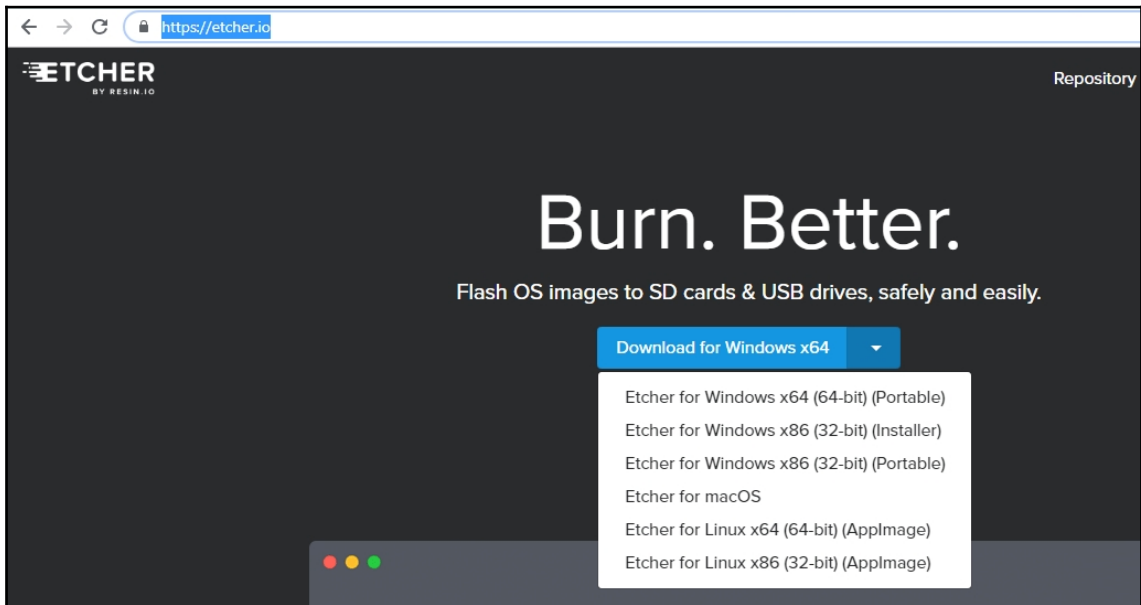 https://etcher.io
ETCHER
BY RESIN.IO
Repository
Burn. Better.
Flash OS images to SD cards & USB drives, safely and easily.
Download for Windows x64
Etcher for Windows x64 (64-bit) (Portable)
Etcher for Windows x86 (32-bit) (Installer)
Etcher for Windows x86 (32-bit) (Portable)
Etcher for macOS
Etcher for Linux x64 (64-bit) (AppImage)
Etcher for Linux x86 (32-bit) (AppImage)